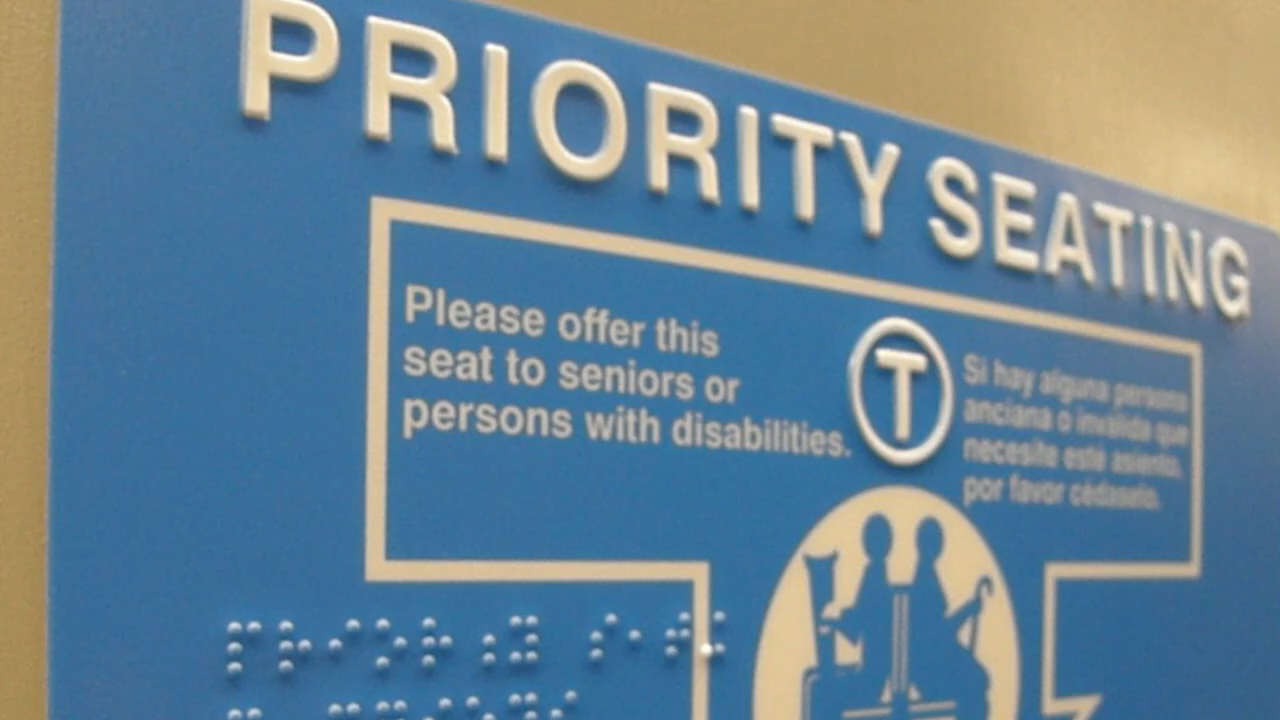 PRIORITY SEATING
Please offer this
seat to seniors or
persons with disabilities.
T
Si hay alguna persona
anciana o invalida que
necesite este asiento,
por favor cédaselo.